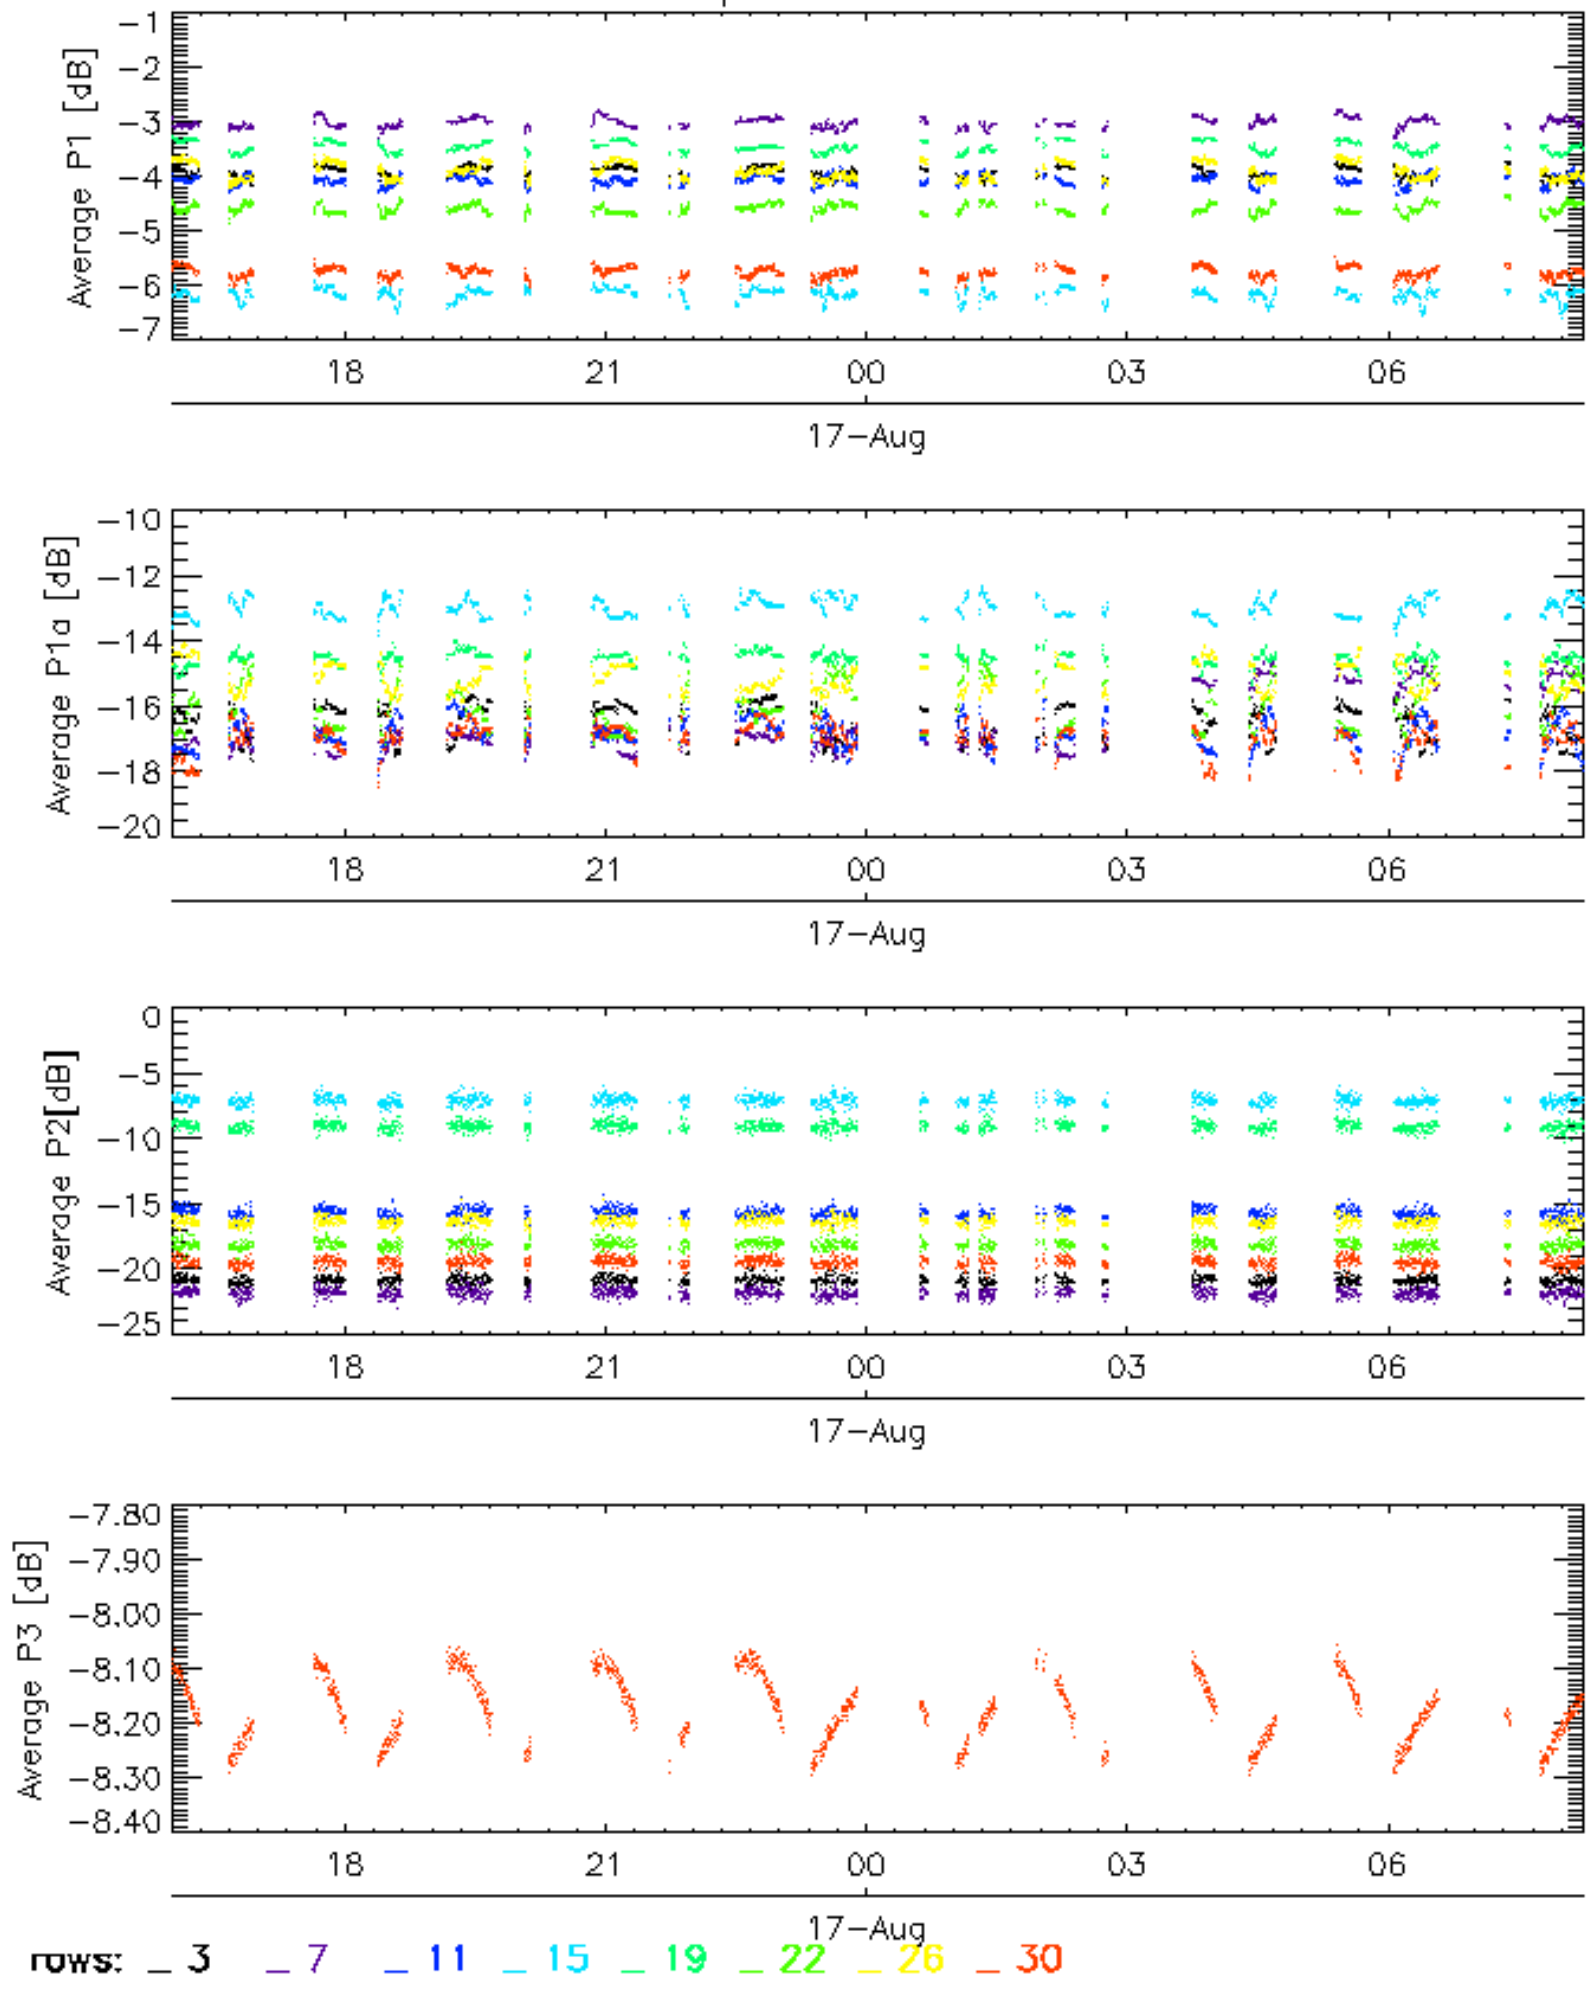 Average P1 [dB]
−1
−2
−3
−4
−5
−6
−7
18 21 00 03 06
17−Aug
Average P1a [dB]
−10
−12
−14
−16
−18
−20
18 21 00 03 06
17−Aug
Average P2[dB]
0
−5
−10
−15
−20
−25
18 21 00 03 06
17−Aug
Average P3 [dB]
−7.80
−7.90
−8.00
−8.10
−8.20
−8.30
−8.40
18 21 00 03 06
17−Aug
rows: _ 3 _ 7 _ 11 _ 15 _ 19 _ 22 _ 26 _ 30